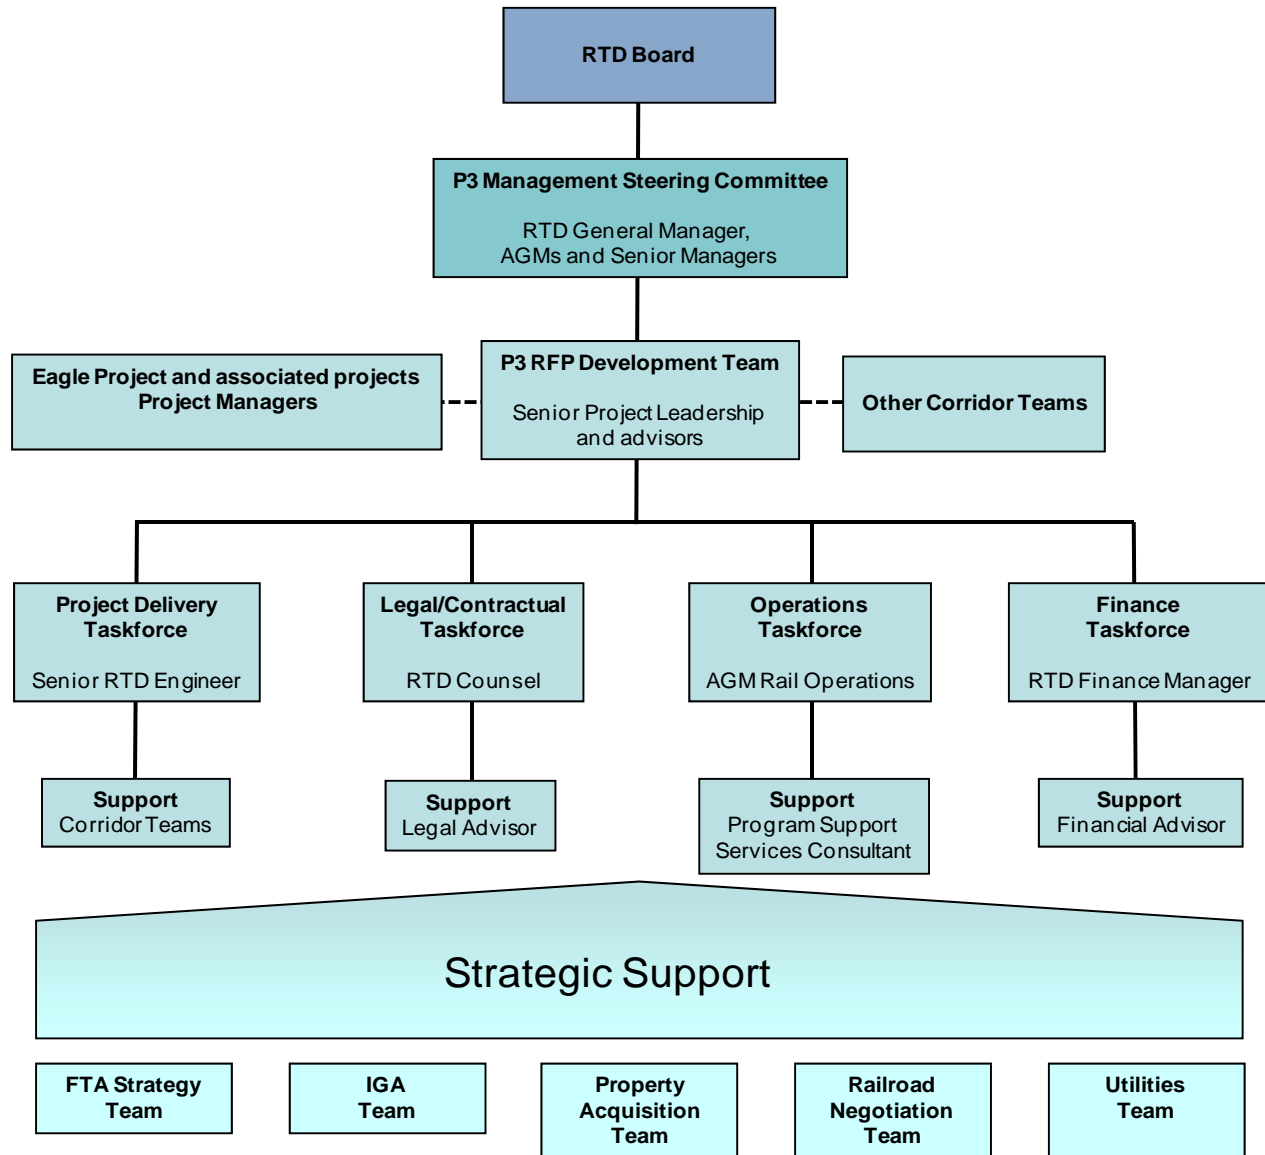 RTD Board
P3 Management Steering Committee
RTD General Manager,
AGMs and Senior Managers
Eagle Project and associated projects
Project Managers
P3 RFP Development Team
Senior Project Leadership
and advisors
Other Corridor Teams
Project Delivery
Taskforce
Senior RTD Engineer
Legal/Contractual
Taskforce
RTD Counsel
Operations
Taskforce
AGM Rail Operations
Finance
Taskforce
RTD Finance Manager
Support
Corridor Teams
Support
Legal Advisor
Support
Program Support
Services Consultant
Support
Financial Advisor
Strategic Support
FTA Strategy
Team
IGA
Team
Property
Acquisition
Team
Railroad
Negotiation
Team
Utilities
Team